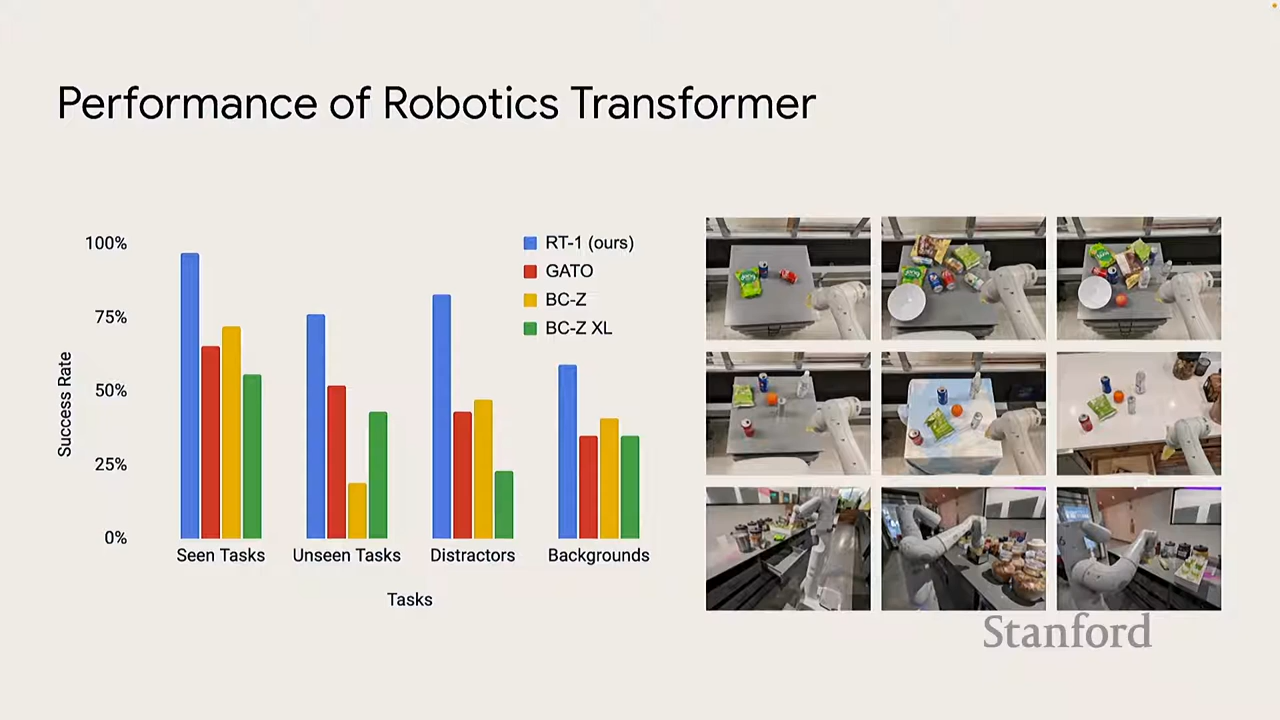 Performance of Robotics Transformer
100%
75%
50%
25%
0%
Success Rate
RT-1 (ours)
GATO
BC-Z
BC-Z XL
Seen Tasks
Unseen Tasks
Distractors
Backgrounds
Tasks
Stanford